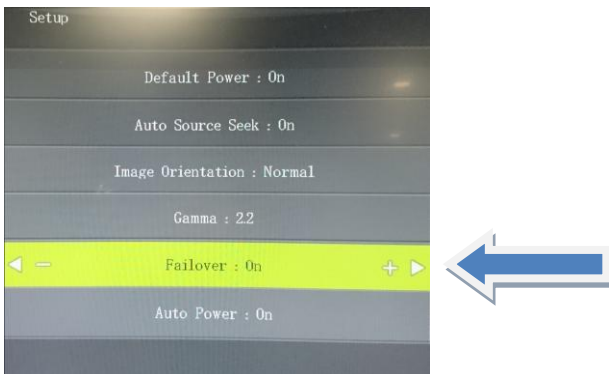 Setup
Default Power : On
Auto Source Seek : On
Image Orientation : Normal
Gamma : 2.2
Failover : On
Auto Power : On